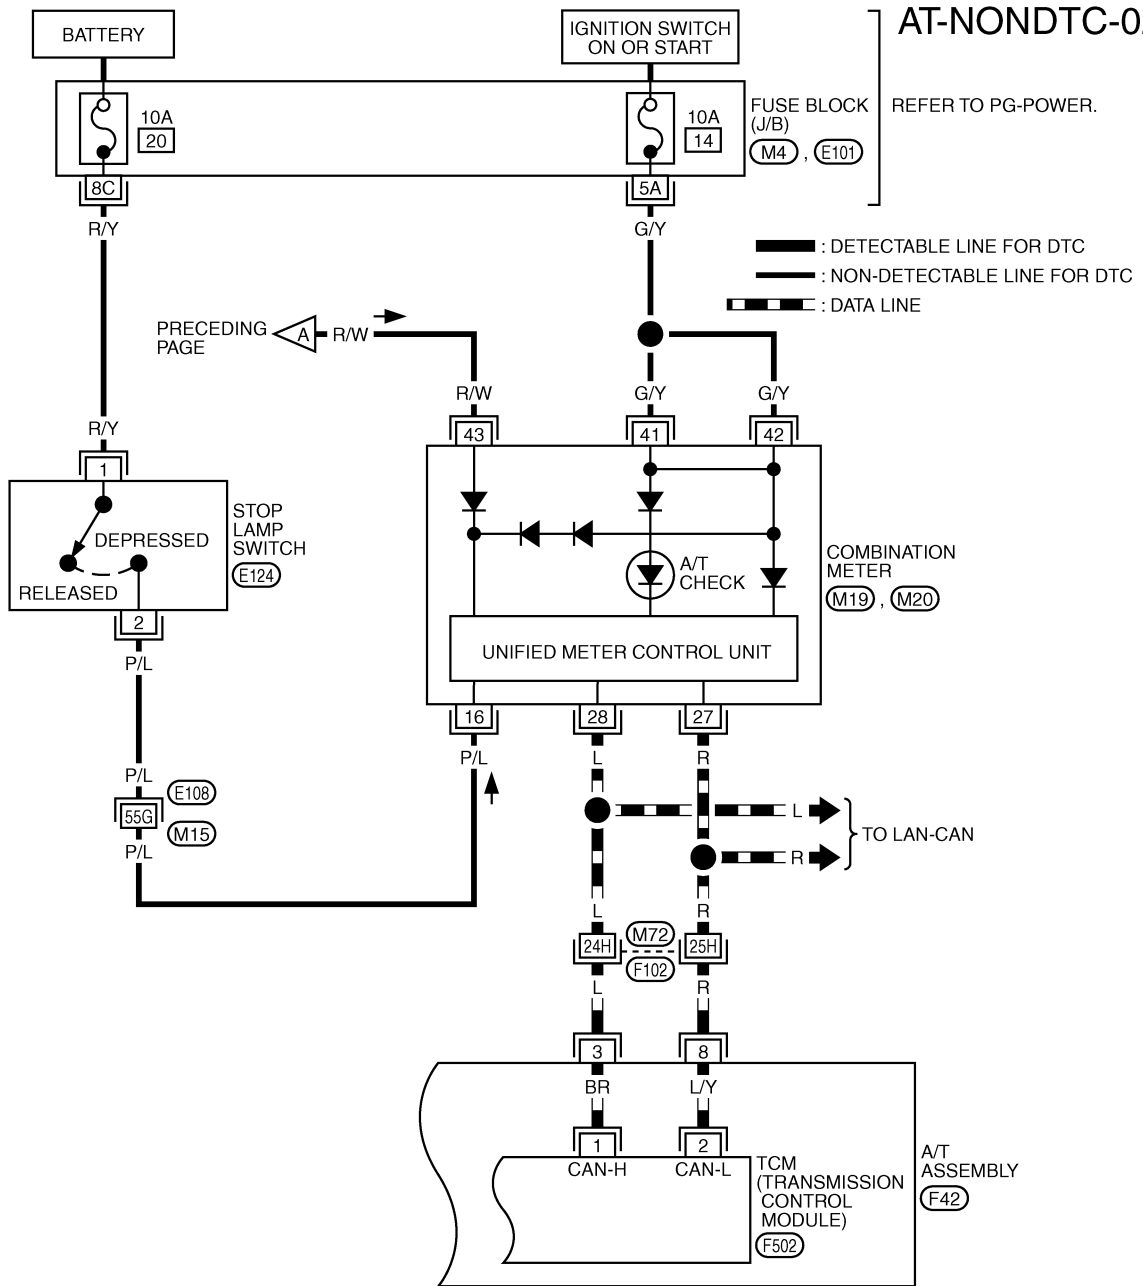 AT-NONDTC-0
BATTERY
IGNITION SWITCH
ON OR START
10A
20
10A
14
FUSE BLOCK
(J/B)
M4 , E101
REFER TO PG-POWER.
8C
5A
R/Y
G/Y
: DETECTABLE LINE FOR DTC
: NON-DETECTABLE LINE FOR DTC
: DATA LINE
PRECEDING
PAGE
A
R/W
R/W
G/Y
G/Y
R/Y
43
41
42
1
STOP
LAMP
SWITCH
E124
DEPRESSED
RELEASED
A/T
CHECK
COMBINATION
METER
M19 , M20
2
UNIFIED METER CONTROL UNIT
P/L
16
28
27
P/L
L
R
P/L
E108
55G
M15
P/L
L
R
TO LAN-CAN
L
R
24H
M72
F102
25H
L
R
3
8
BR
L/Y
1
2
CAN-H
CAN-L
TCM
(TRANSMISSION
CONTROL
MODULE)
F502
A/T
ASSEMBLY
F42